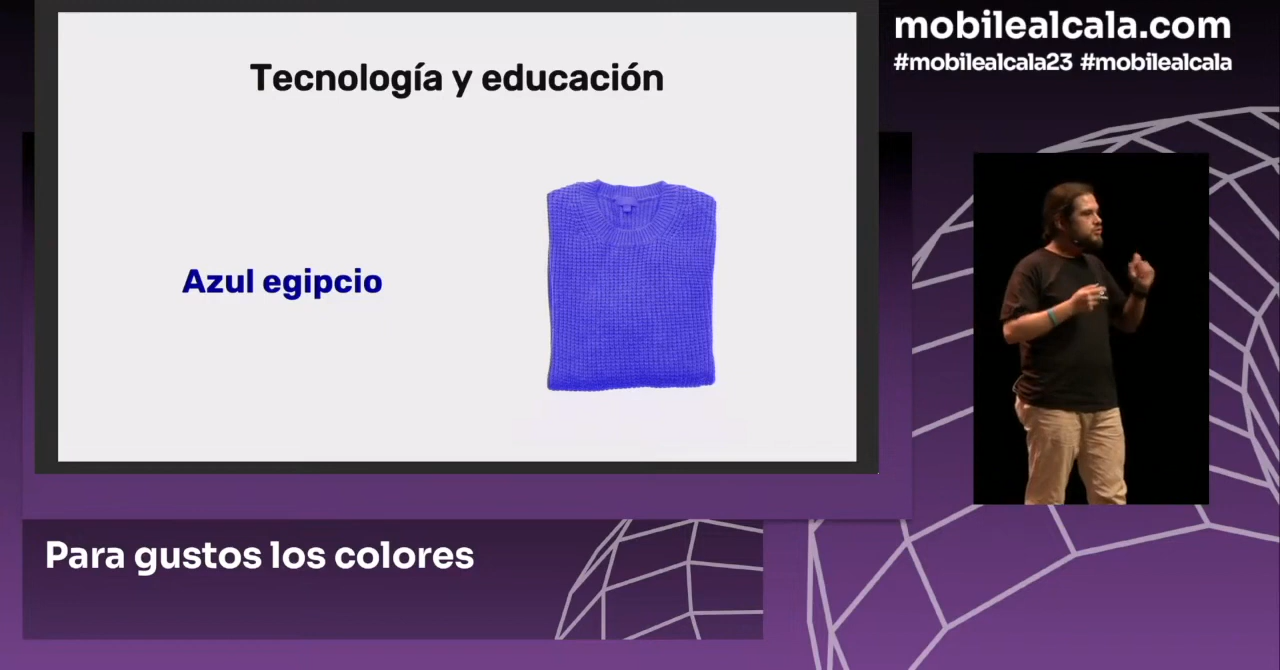 mobilealcala.com
#mobilealcala23 #mobilealcala
Tecnología y educación
Azul egipcio
Para gustos los colores